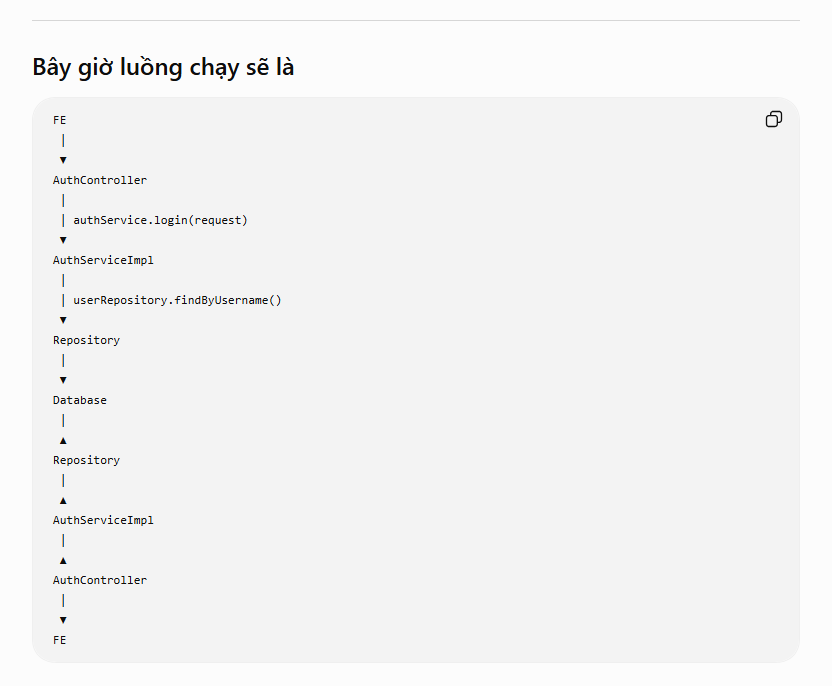 Bây giờ luồng chạy sẽ là
FE
│
▼
AuthController
│
│ authService.login(request)
▼
AuthServiceImpl
│
│ userRepository.findByUsername()
▼
Repository
│
▼
Database
│
▲
Repository
│
▲
AuthServiceImpl
│
▲
AuthController
│
▼
FE